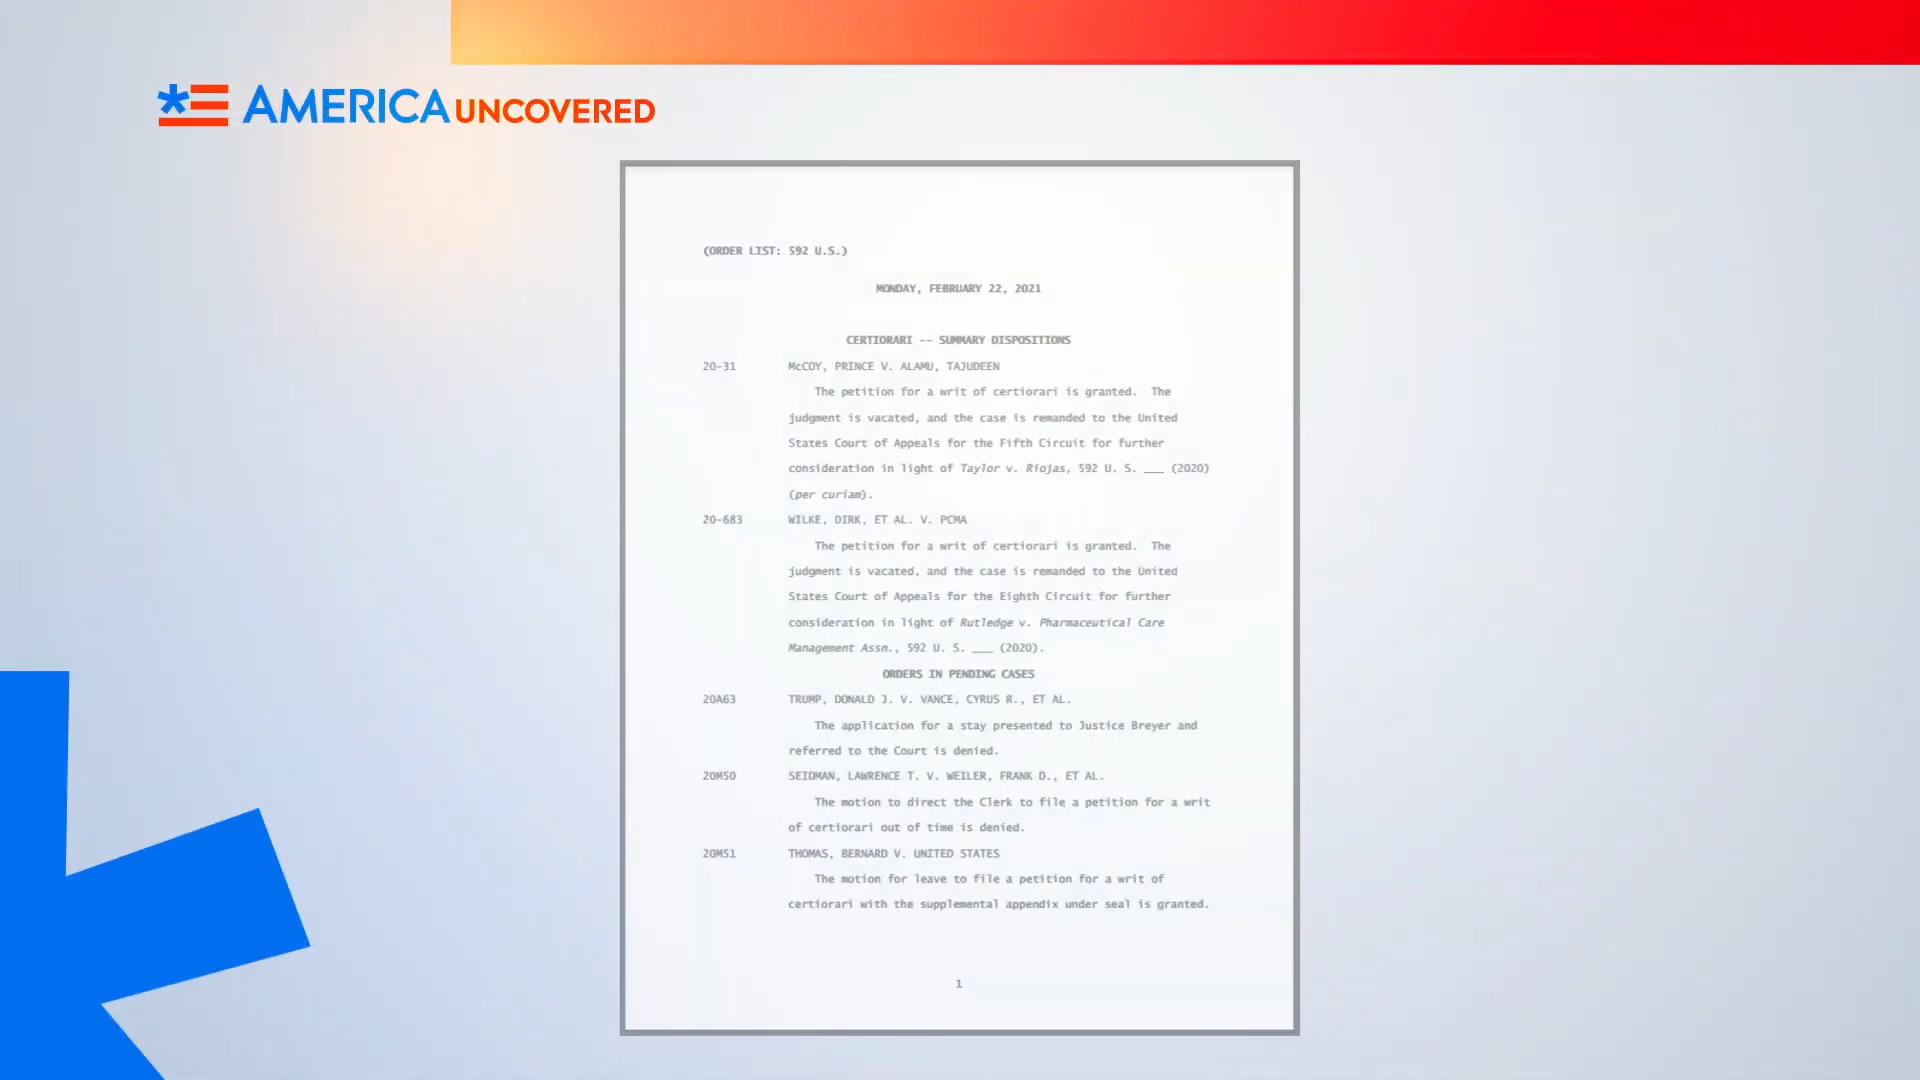 AMERICA UNCOVERED
(ORDER LIST: 592 U.S.)
MONDAY, FEBRUARY 22, 2021
CERTIORARI -- SUMMARY DISPOSITIONS
20-31 McCOY, PRINCE V. ALAMU, TAJUDEEN
The petition for a writ of certiorari is granted. The
judgment is vacated, and the case is remanded to the United
States Court of Appeals for the Fifth Circuit for further
consideration in light of Taylor v. Riojas, 592 U. S. ___ (2020)
(per curiam).
20-683 WILKE, DIRK, ET AL. V. PCMA
The petition for a writ of certiorari is granted. The
judgment is vacated, and the case is remanded to the United
States Court of Appeals for the Eighth Circuit for further
consideration in light of Rutledge v. Pharmaceutical Care
Management Assn., 592 U. S. ___ (2020).
ORDERS IN PENDING CASES
20A63 TRUMP, DONALD J. V. VANCE, CYRUS R., ET AL.
The application for a stay presented to Justice Breyer and
referred to the Court is denied.
20M50 SEIDMAN, LAWRENCE T. V. WEILER, FRANK D., ET AL.
The motion to direct the Clerk to file a petition for a writ
of certiorari out of time is denied.
20M51 THOMAS, BERNARD V. UNITED STATES
The motion for leave to file a petition for a writ of
certiorari with the supplemental appendix under seal is granted.
1